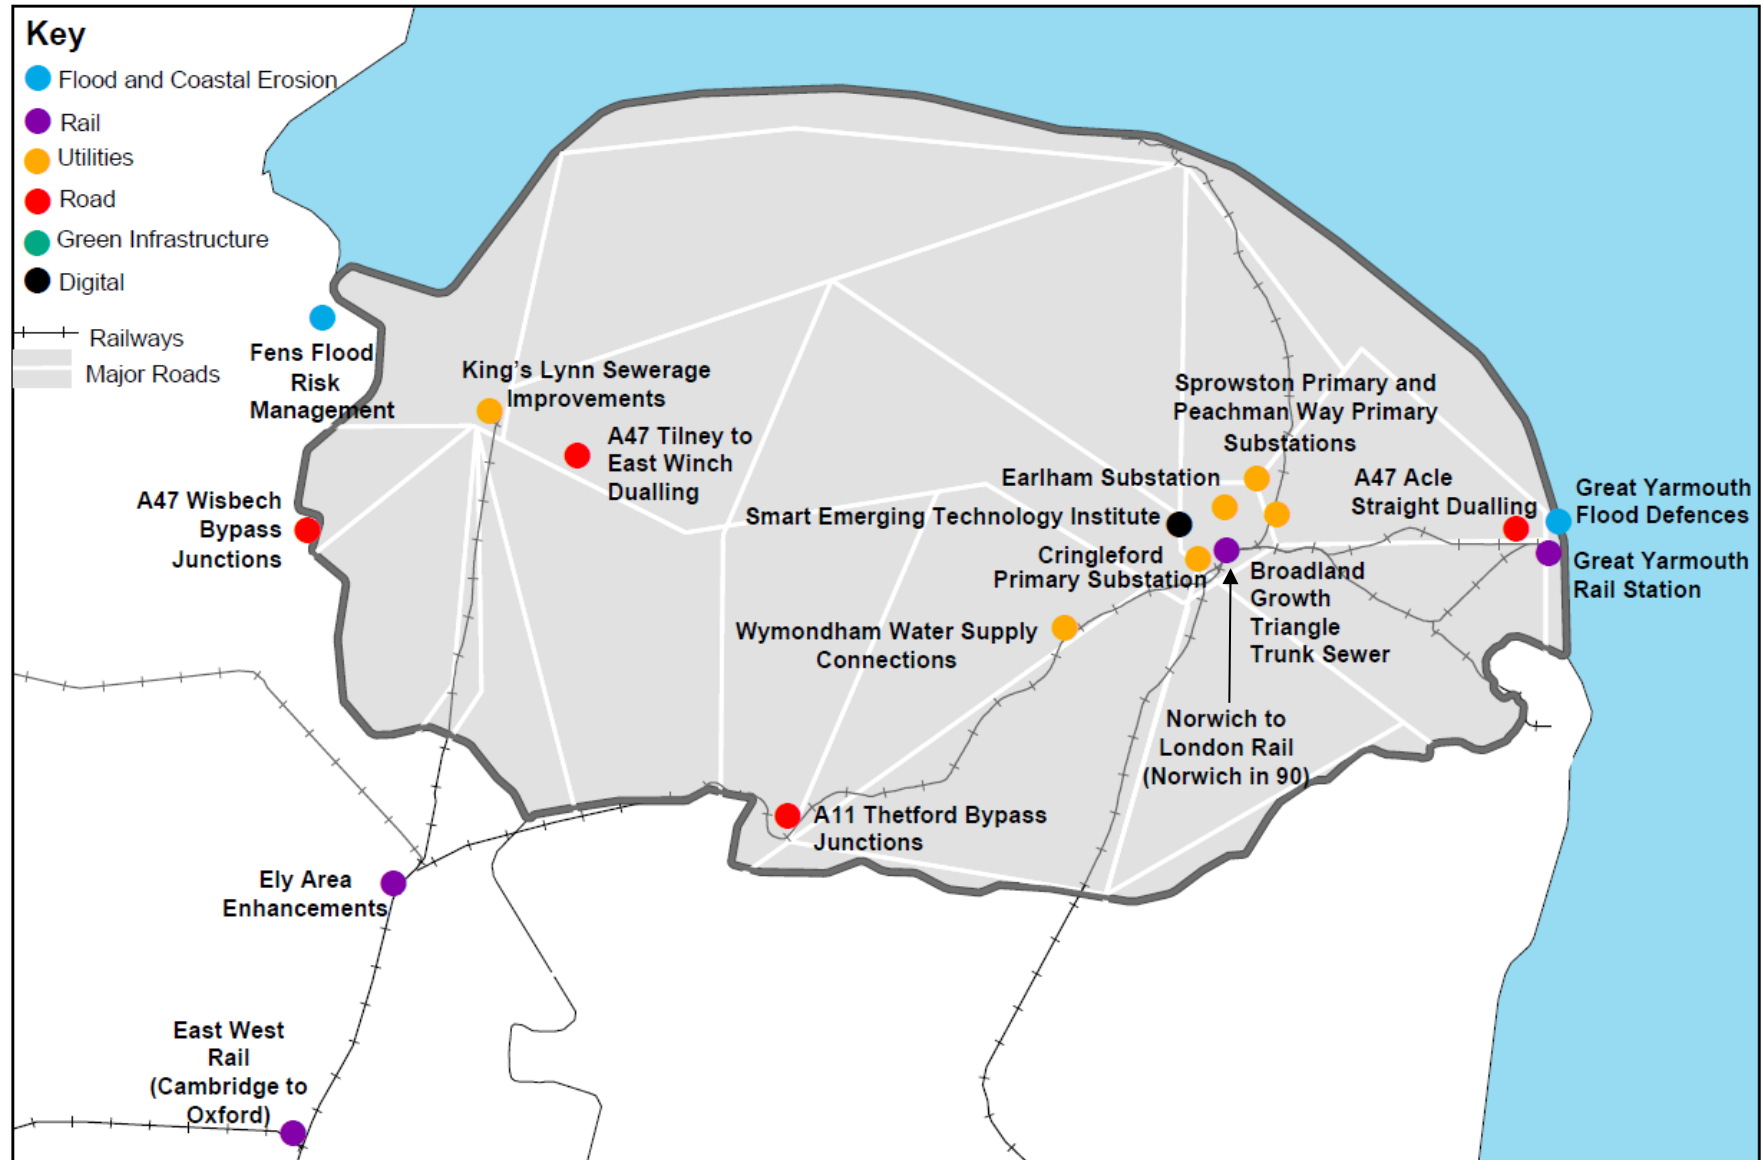 Key
Flood and Coastal Erosion
Rail
Utilities
Road
Green Infrastructure
Digital
Railways
Major Roads
Fens Flood
Risk
Management
King's Lynn Sewerage
Improvements
A47 Tilney to
East Winch
Dualling
A47 Wisbech
Bypass
Junctions
Sprowston Primary and
Peachman Way Primary
Substations
Earlham Substation
Smart Emerging Technology Institute
Cringleford
Primary Substation
A47 Acle
Straight Dualling
Great Yarmouth
Flood Defences
Great Yarmouth
Rail Station
Broadland
Growth
Triangle
Trunk Sewer
Wymondham Water Supply
Connections
Norwich to
London Rail
(Norwich in 90)
A11 Thetford Bypass
Junctions
Ely Area
Enhancements
East West
Rail
(Cambridge to
Oxford)